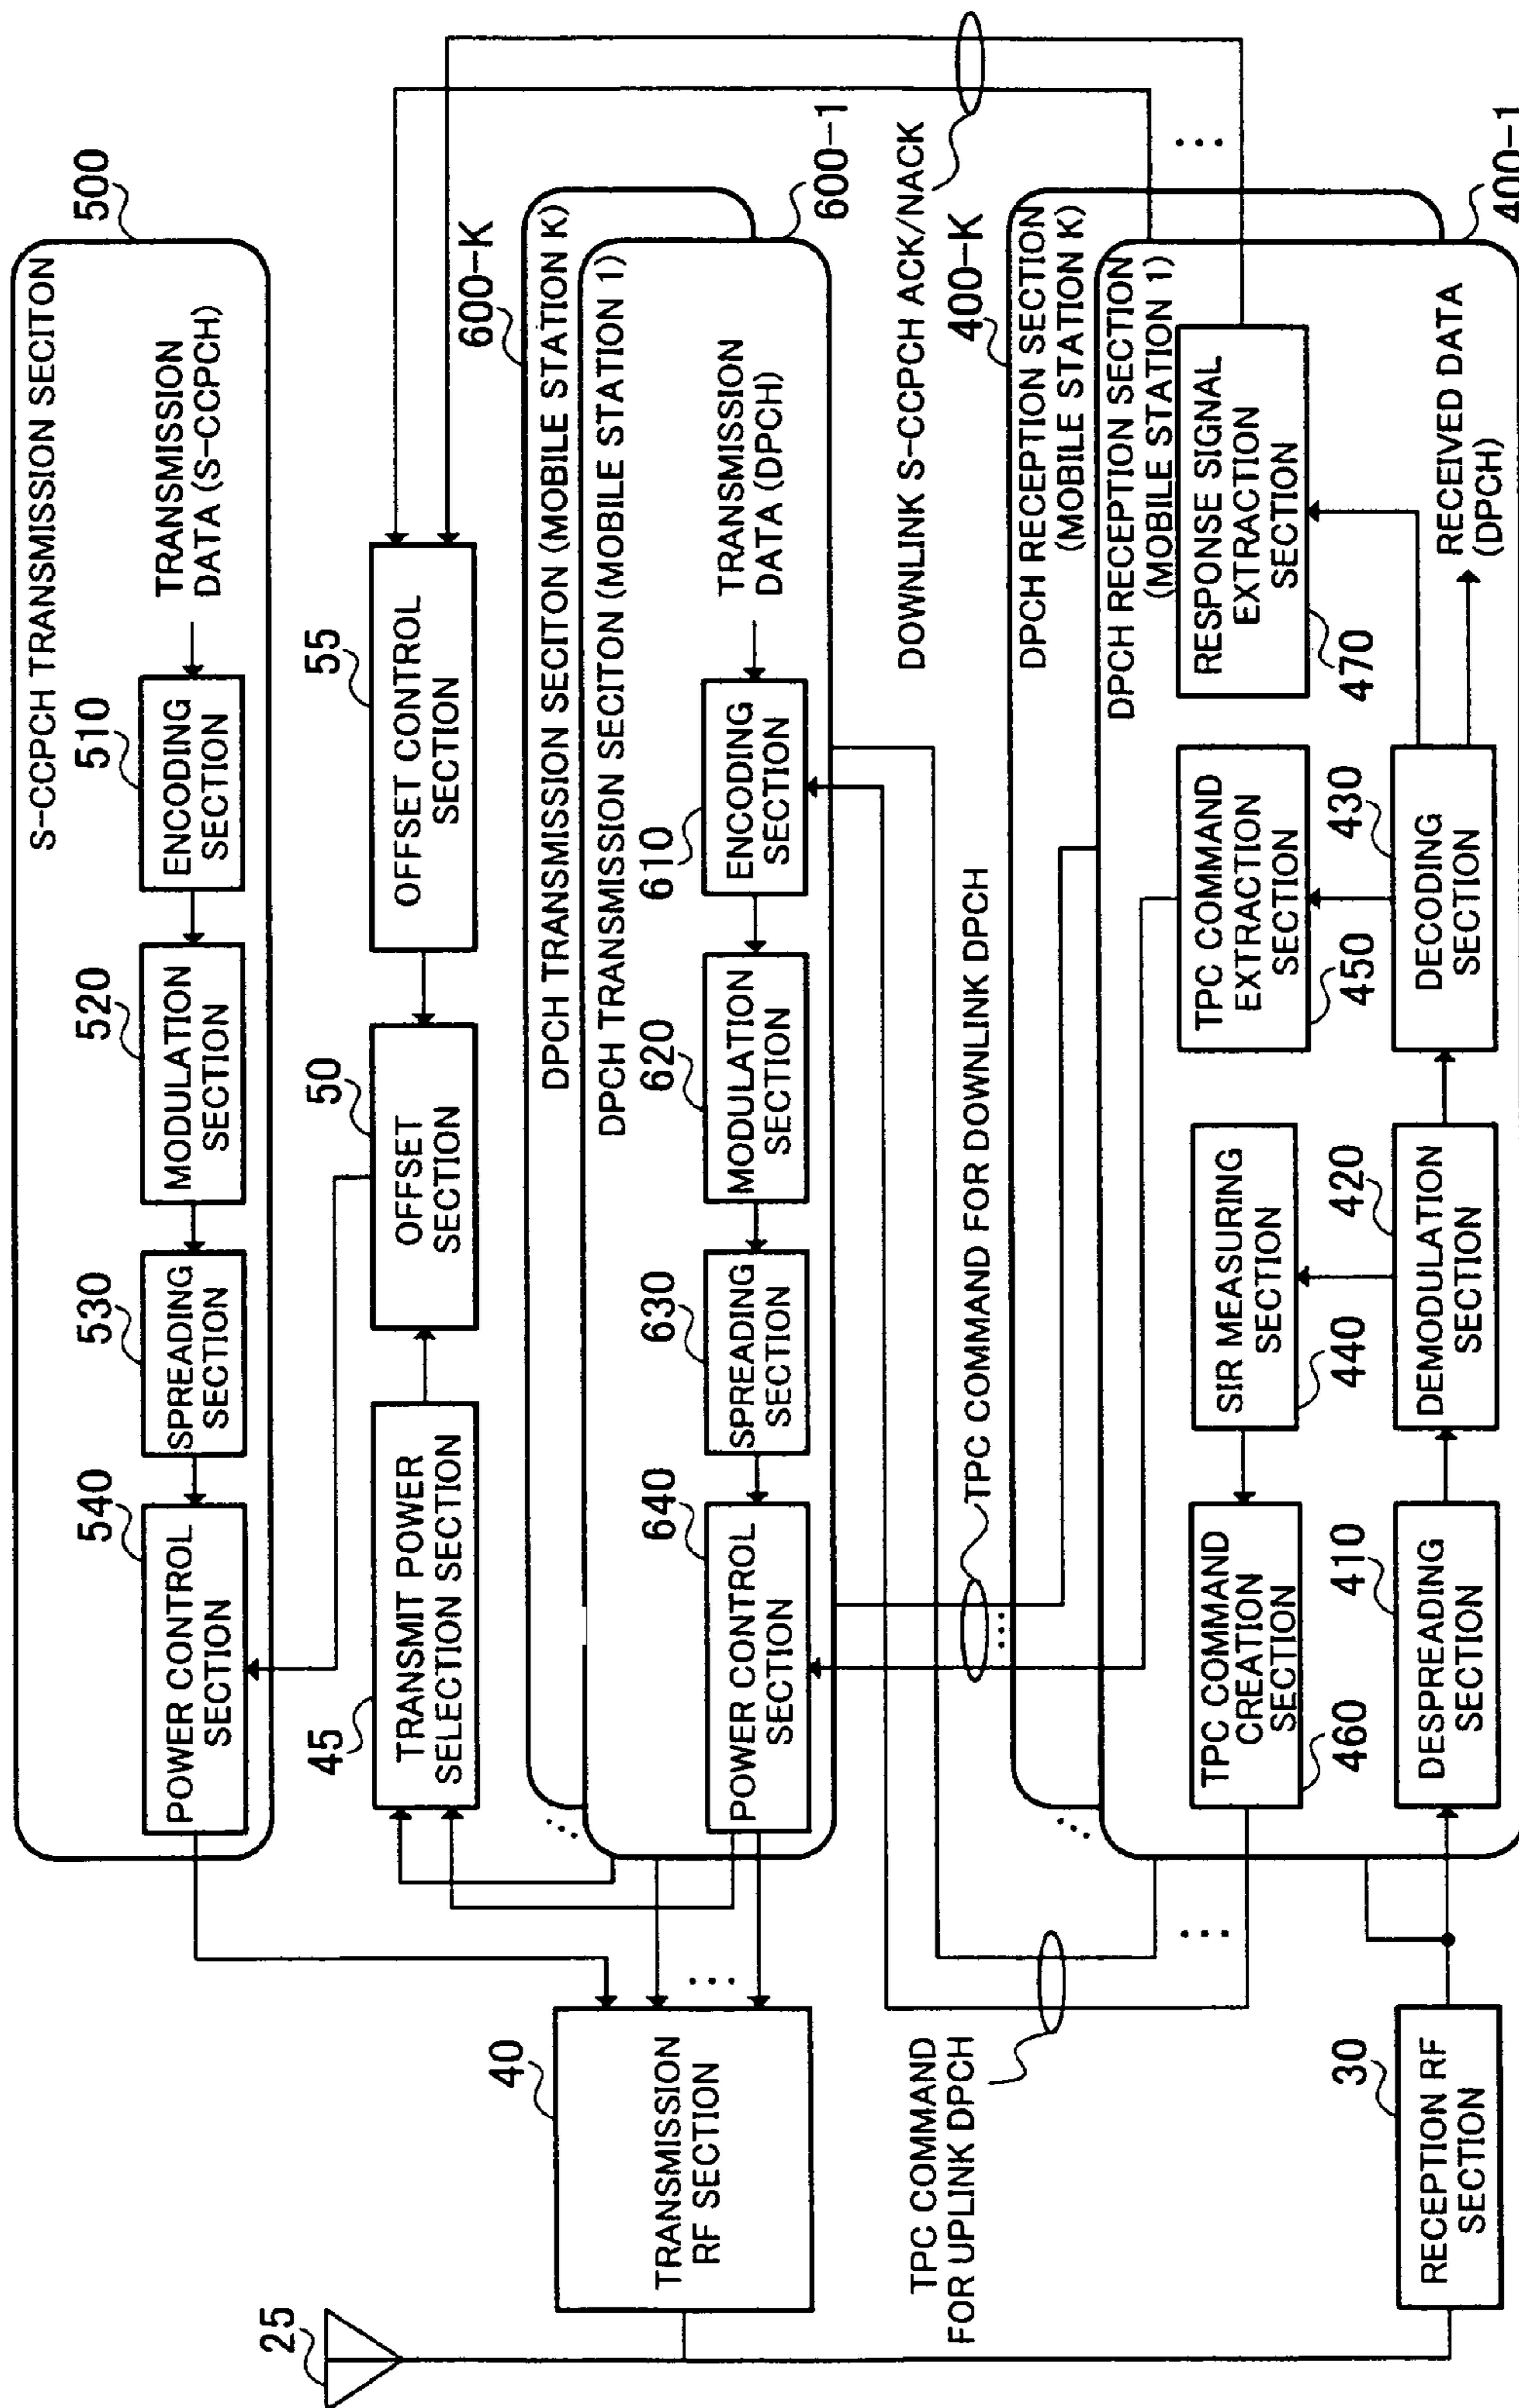 S-CCPCH TRANSMISSION SECITON
500
TRANSMISSION
DATA (S-CCPCH)
510
ENCODING
SECTION
520
MODULATION
SECTION
530
SPREADING
SECTION
540
POWER CONTROL
SECTION
55
OFFSET CONTROL
SECTION
50
OFFSET
SECTION
45
TRANSMIT POWER
SELECTION SECTION
600-K
DPCH TRANSMISSION SECITON (MOBILE STATION K)
DPCH TRANSMISSION SECITON (MOBILE STATION 1)
600-1
TRANSMISSION
DATA (DPCH)
610
ENCODING
SECTION
620
MODULATION
SECTION
630
SPREADING
SECTION
640
POWER CONTROL
SECTION
40
TRANSMISSION
RF SECTION
25
DOWNLINK S-CCPCH ACK/NACK
TPC COMMAND FOR DOWNLINK DPCH
TPC COMMAND
FOR UPLINK DPCH
400-K
DPCH RECEPTION SECTION
(MOBILE STATION K)
DPCH RECEPTION SECTION
(MOBILE STATION 1)
400-1
RESPONSE SIGNAL
EXTRACTION
SECTION
470
RECEIVED DATA
(DPCH)
TPC COMMAND
EXTRACTION
SECTION
450
430
DECODING
SECTION
SIR MEASURING
SECTION
440
420
DEMODULATION
SECTION
TPC COMMAND
CREATION
SECTION
460
410
DESPREADING
SECTION
30
RECEPTION RF
SECTION